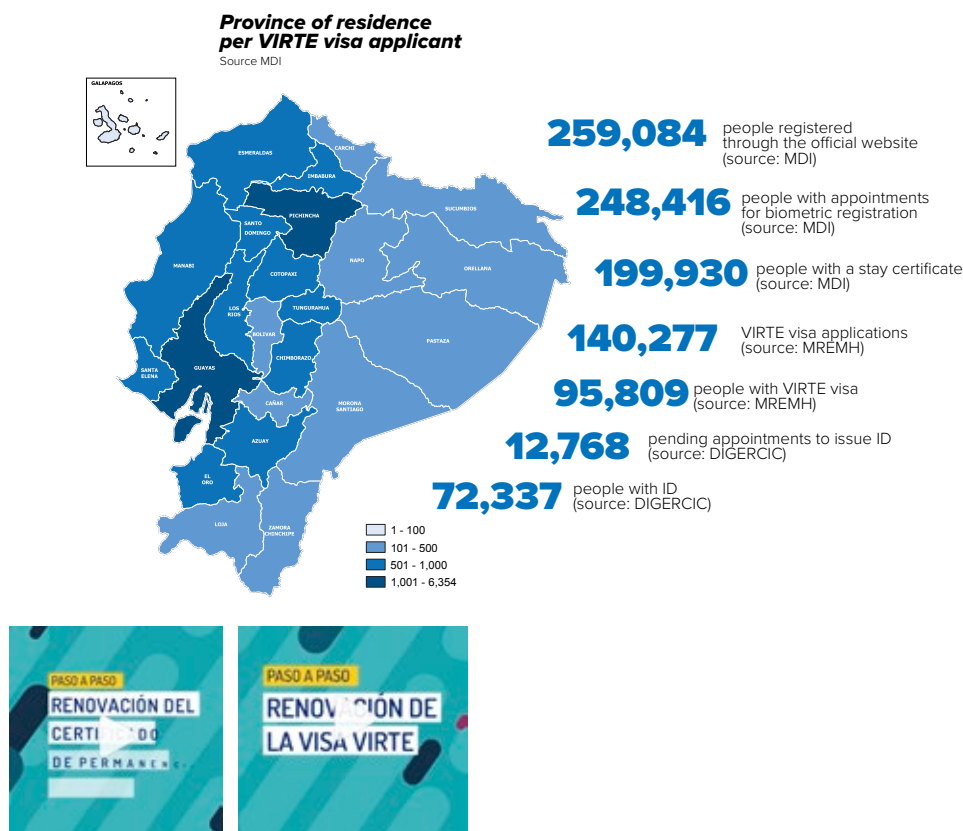 Province of residence
per VIRTE visa applicant
Source MDI
GALAPAGOS
ESMERALDAS
CARCHI
IMBABURA
SUCUMBIOS
PICHINCHA
SANTO
DOMINGO
NAPO
ORELLANA
MANABI
COTOPAXI
LOS
RIOS
TUNGURAHUA
BOLIVAR
PASTAZA
CHIMBORAZO
SANTA
ELENA
GUAYAS
CAÑAR
MORONA
SANTIAGO
AZUAY
EL
ORO
LOJA
ZAMORA
CHINCHIPE
1 - 100
101 - 500
501 - 1,000
1,001 - 6,354
259,084 people registered
through the official website
(source: MDI)
248,416 people with appointments
for biometric registration
(source: MDI)
199,930 people with a stay certificate
(source: MDI)
140,277 VIRTE visa applications
(source: MREMH)
95,809 people with VIRTE visa
(source: MREMH)
12,768 pending appointments to issue ID
(source: DIGERCIC)
72,337 people with ID
(source: DIGERCIC)
PASO A PASO
RENOVACIÓN DEL
DE
PASO A PASO
RENOVACIÓN DE
LA VISA VIRTE